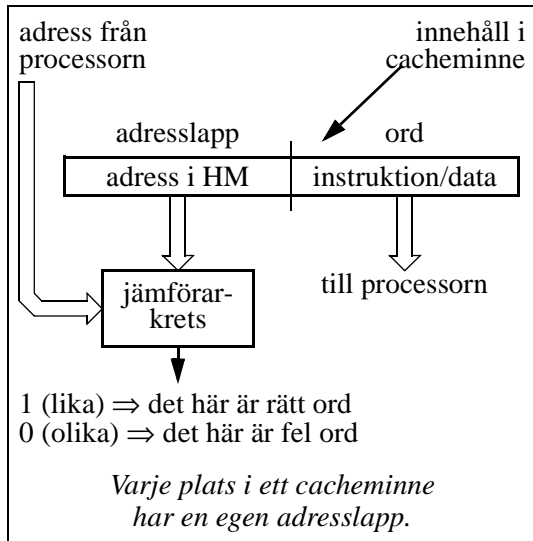 adress från
processorn
innehåll i
cacheminne
adresslapp
ord
adress i HM
instruktion/data
jämförar-
krets
till processorn
1 (lika) ⇒ det här är rätt ord
0 (olika) ⇒ det här är fel ord
Varje plats i ett cacheminne
har en egen adresslapp.